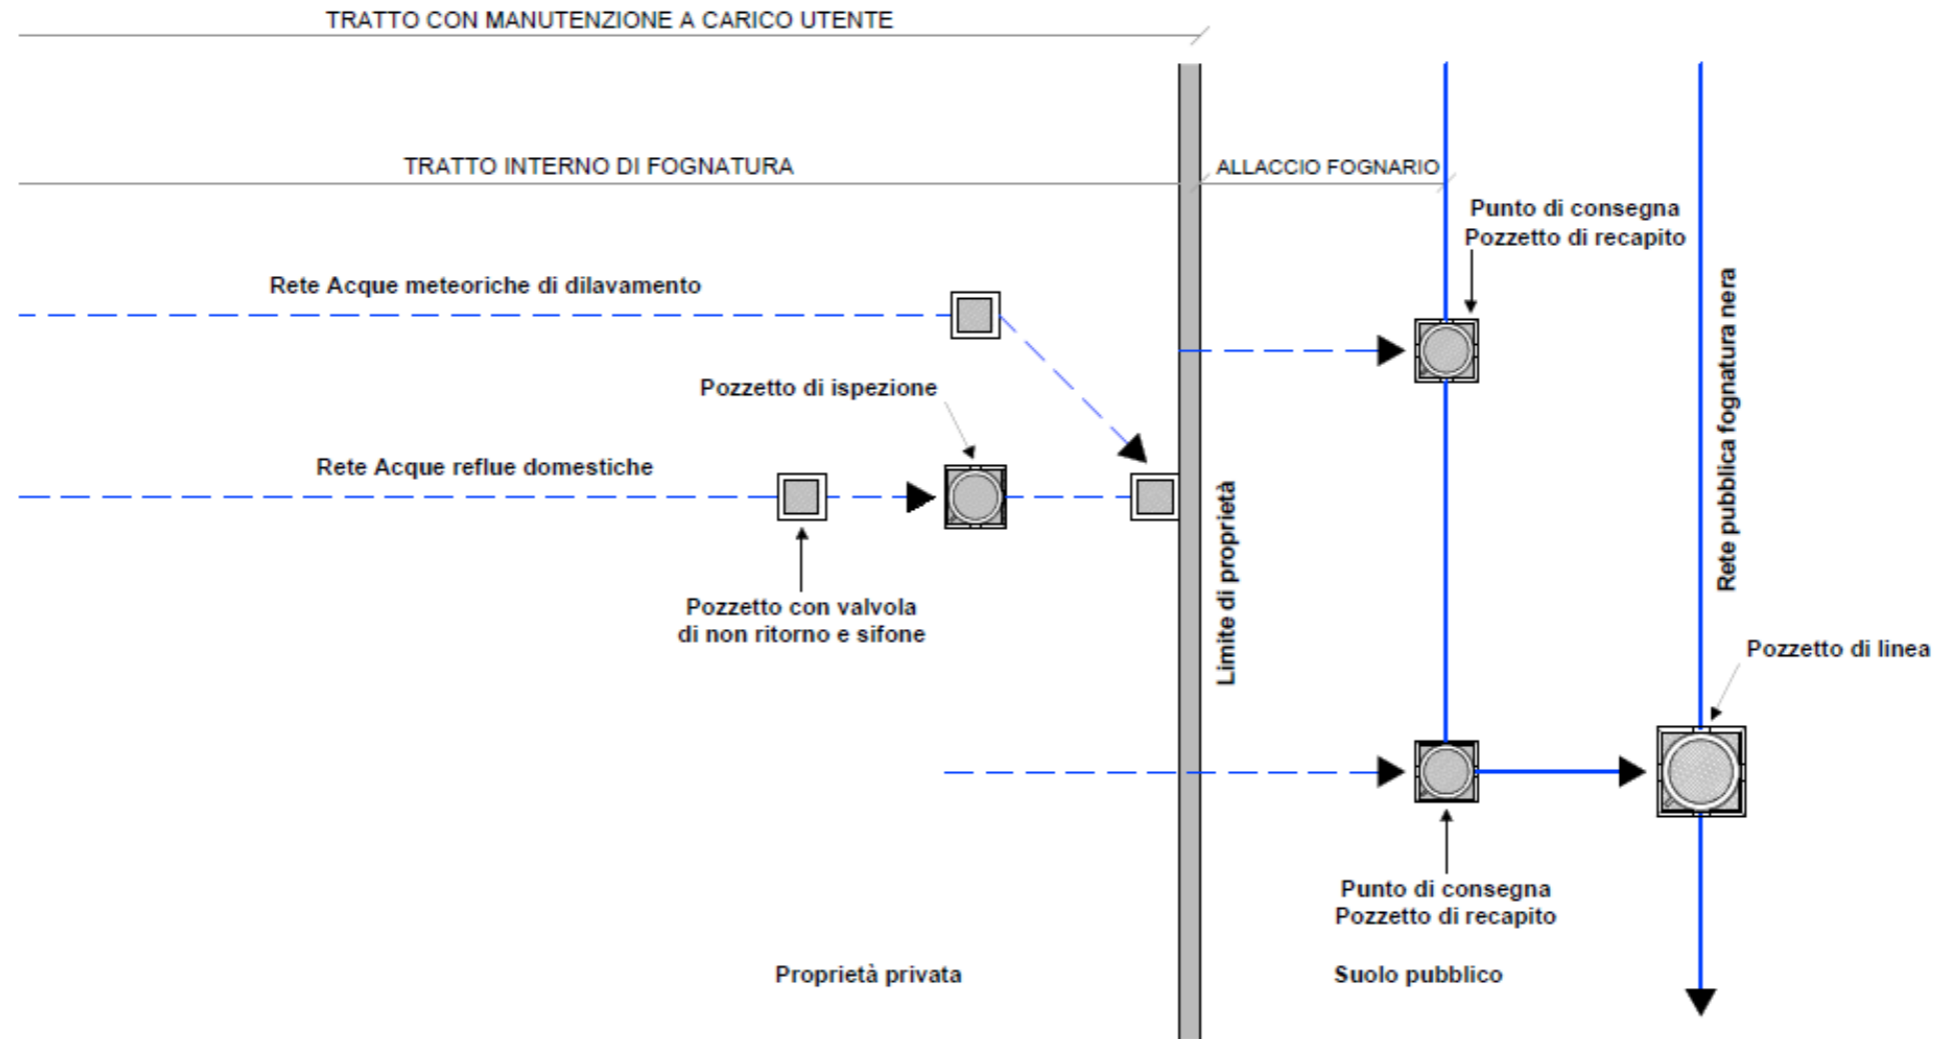 TRATTO CON MANUTENZIONE A CARICO UTENTE
TRATTO INTERNO DI FOGNATURA
ALLACCIO FOGNARIO
Punto di consegna
Pozzetto di recapito
Rete Acque meteoriche di dilavamento
Pozzetto di ispezione
Rete Acque reflue domestiche
Pozzetto con valvola
di non ritorno e sifone
Limite di proprietà
Rete pubblica fognatura nera
Pozzetto di linea
Punto di consegna
Pozzetto di recapito
Proprietà privata
Suolo pubblico